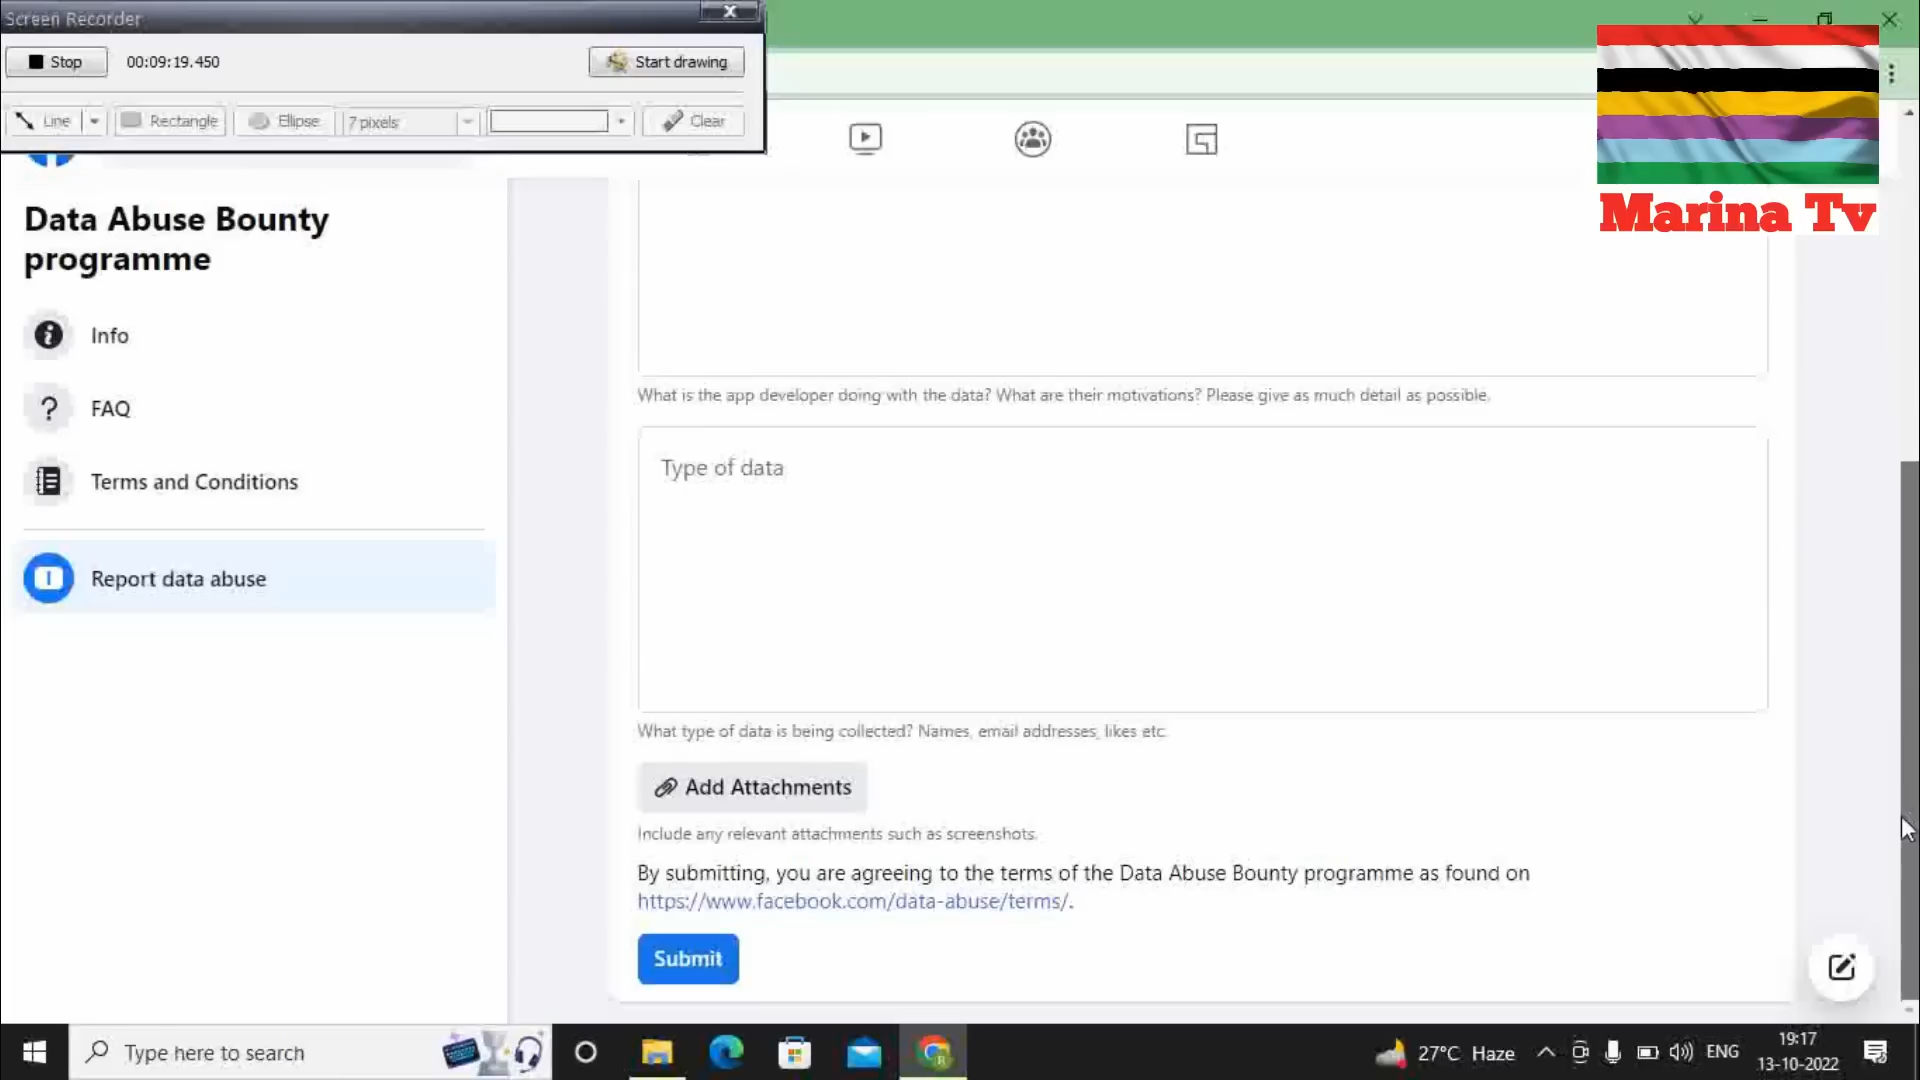 Screen Recorder
Stop
00:09:19.450
Start drawing
Line
Rectangle
Ellipse
7 pixels
Clear
Marina Tv
Data Abuse Bounty
programme
Info
FAQ
Terms and Conditions
Report data abuse
What is the app developer doing with the data? What are their motivations? Please give as much detail as possible.
Type of data
What type of data is being collected? Names, email addresses, likes etc.
Add Attachments
Include any relevant attachments such as screenshots.
By submitting, you are agreeing to the terms of the Data Abuse Bounty programme as found on
https://www.facebook.com/data-abuse/terms/.
Submit
Type here to search
27°C Haze
ENG
19:17
13-10-2022